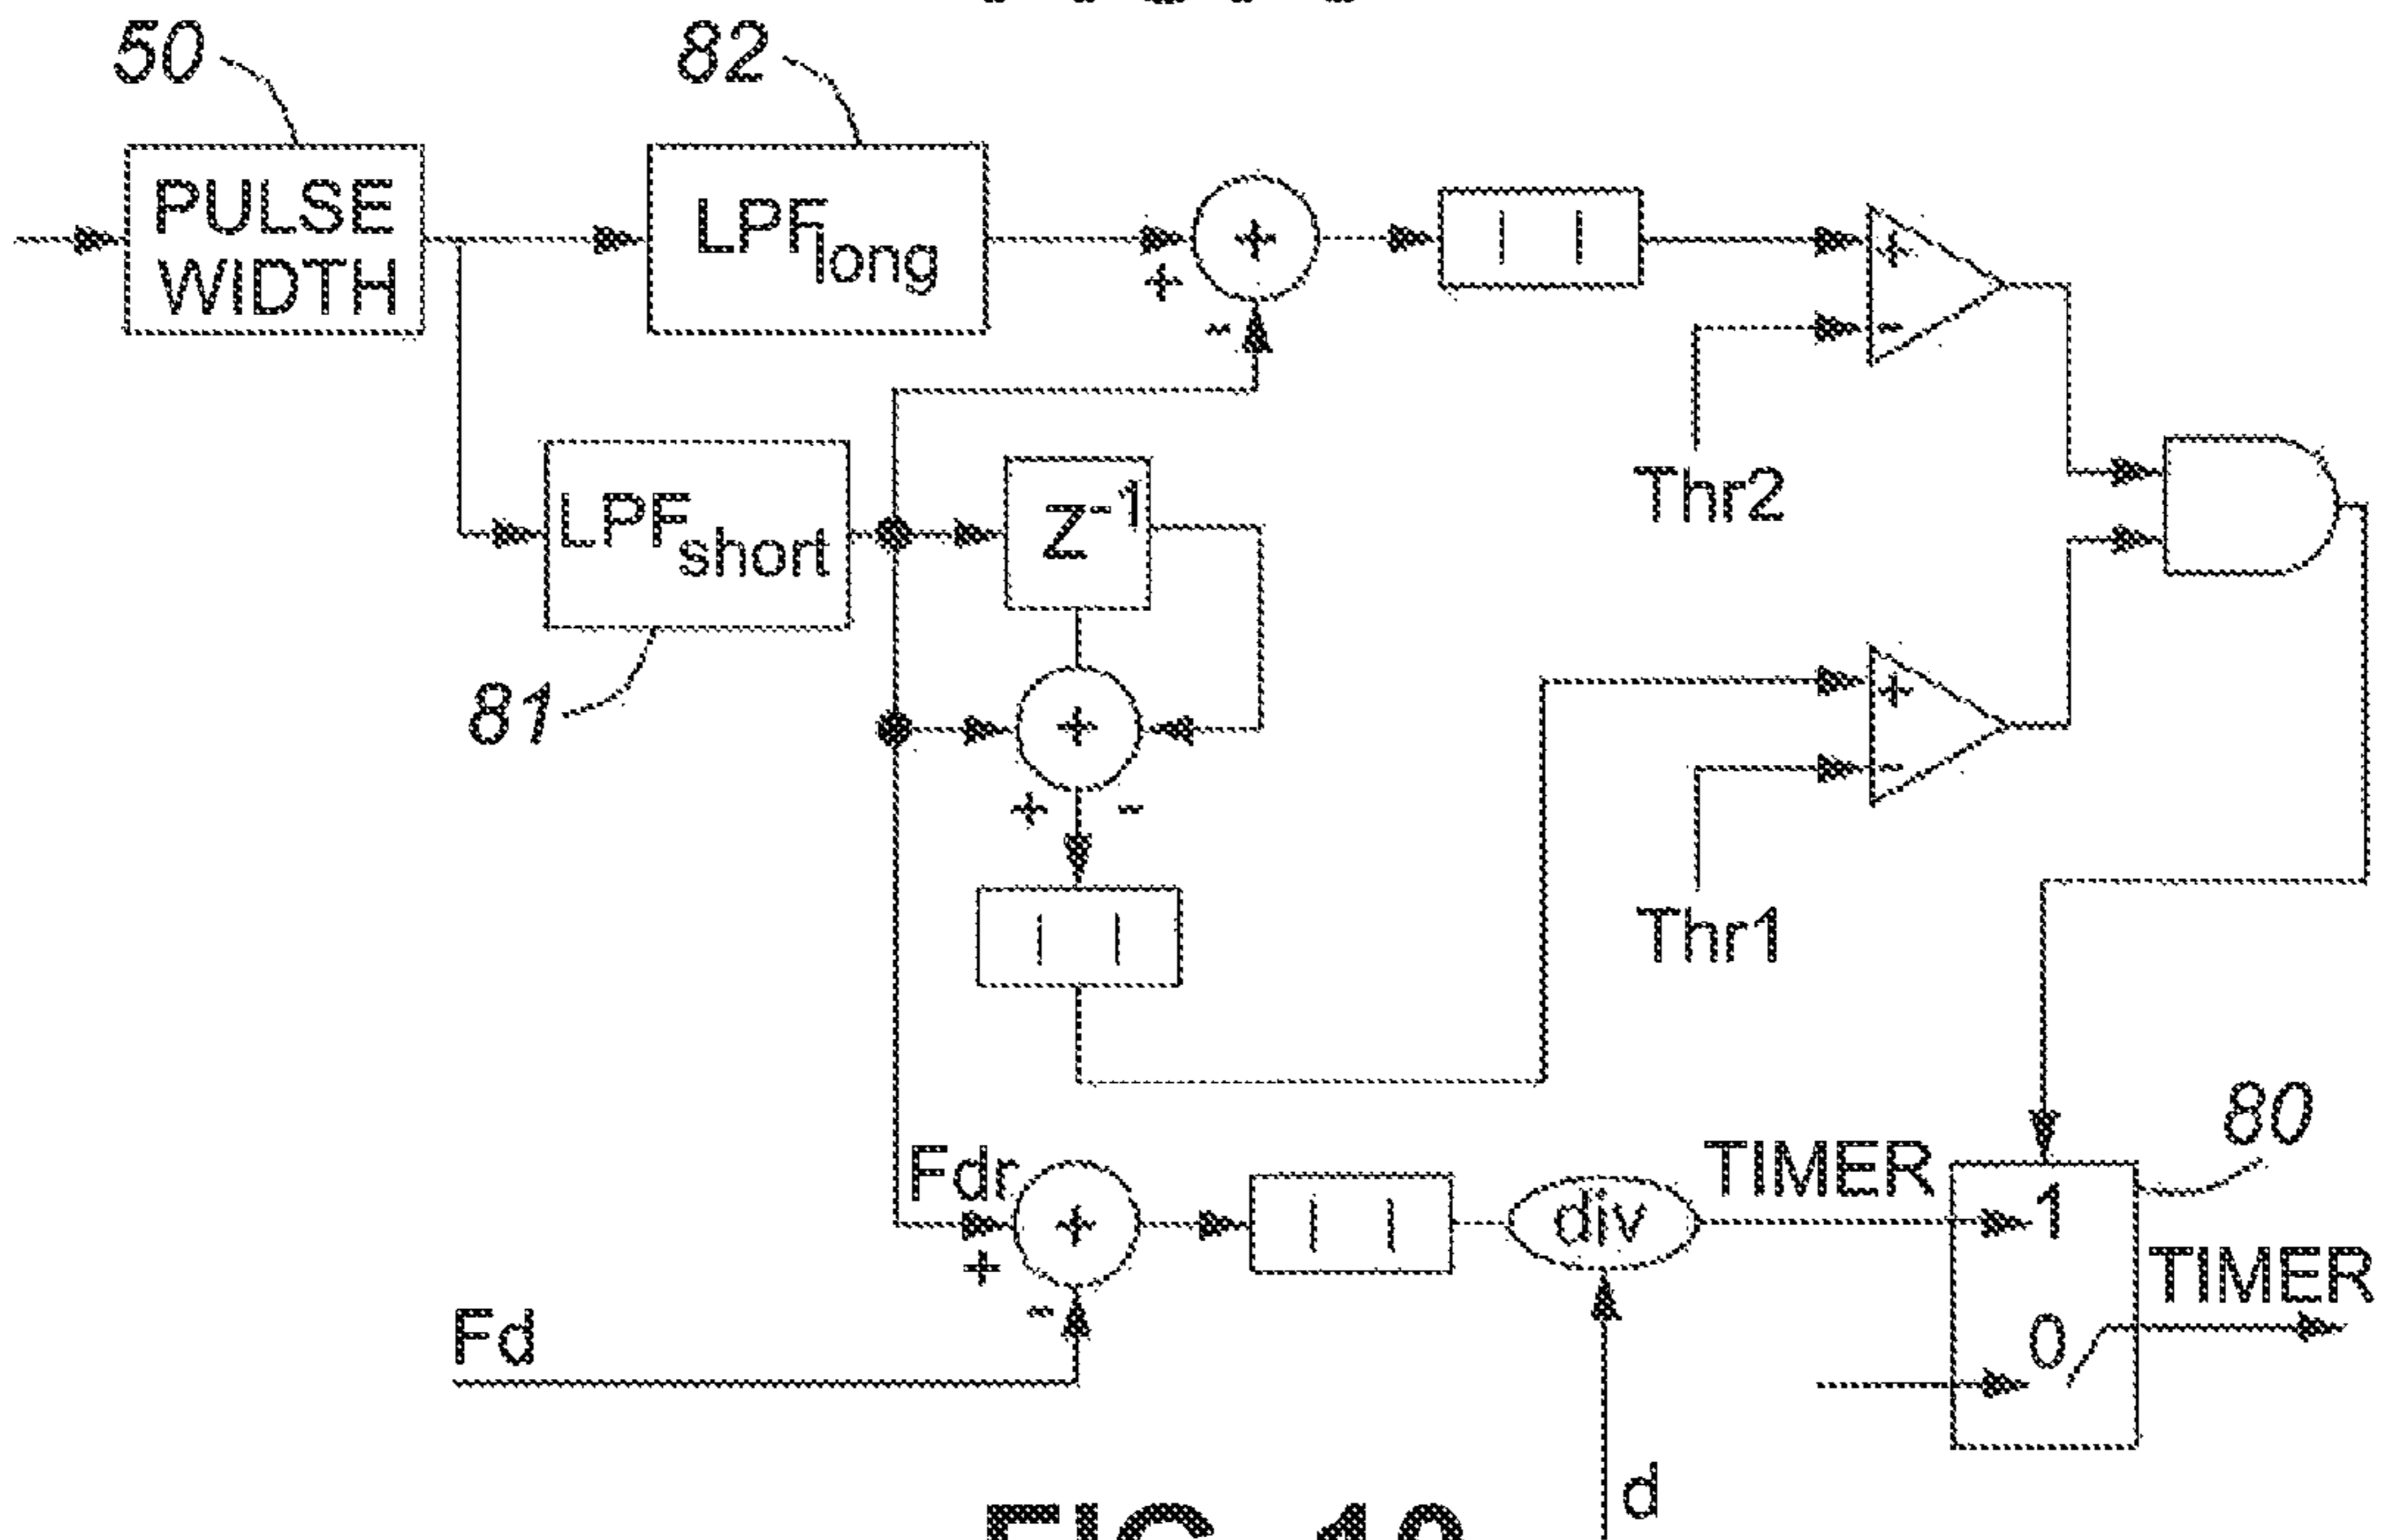 50
82
PULSE
WIDTH
LPFlong
+
+
-
| |
+
-
Thr2
LPFshort
Z-1
81
+
+ -
+
-
| |
Thr1
80
Fdr
+
+
-
| |
div
TIMER
1
0
TIMER
Fd
d